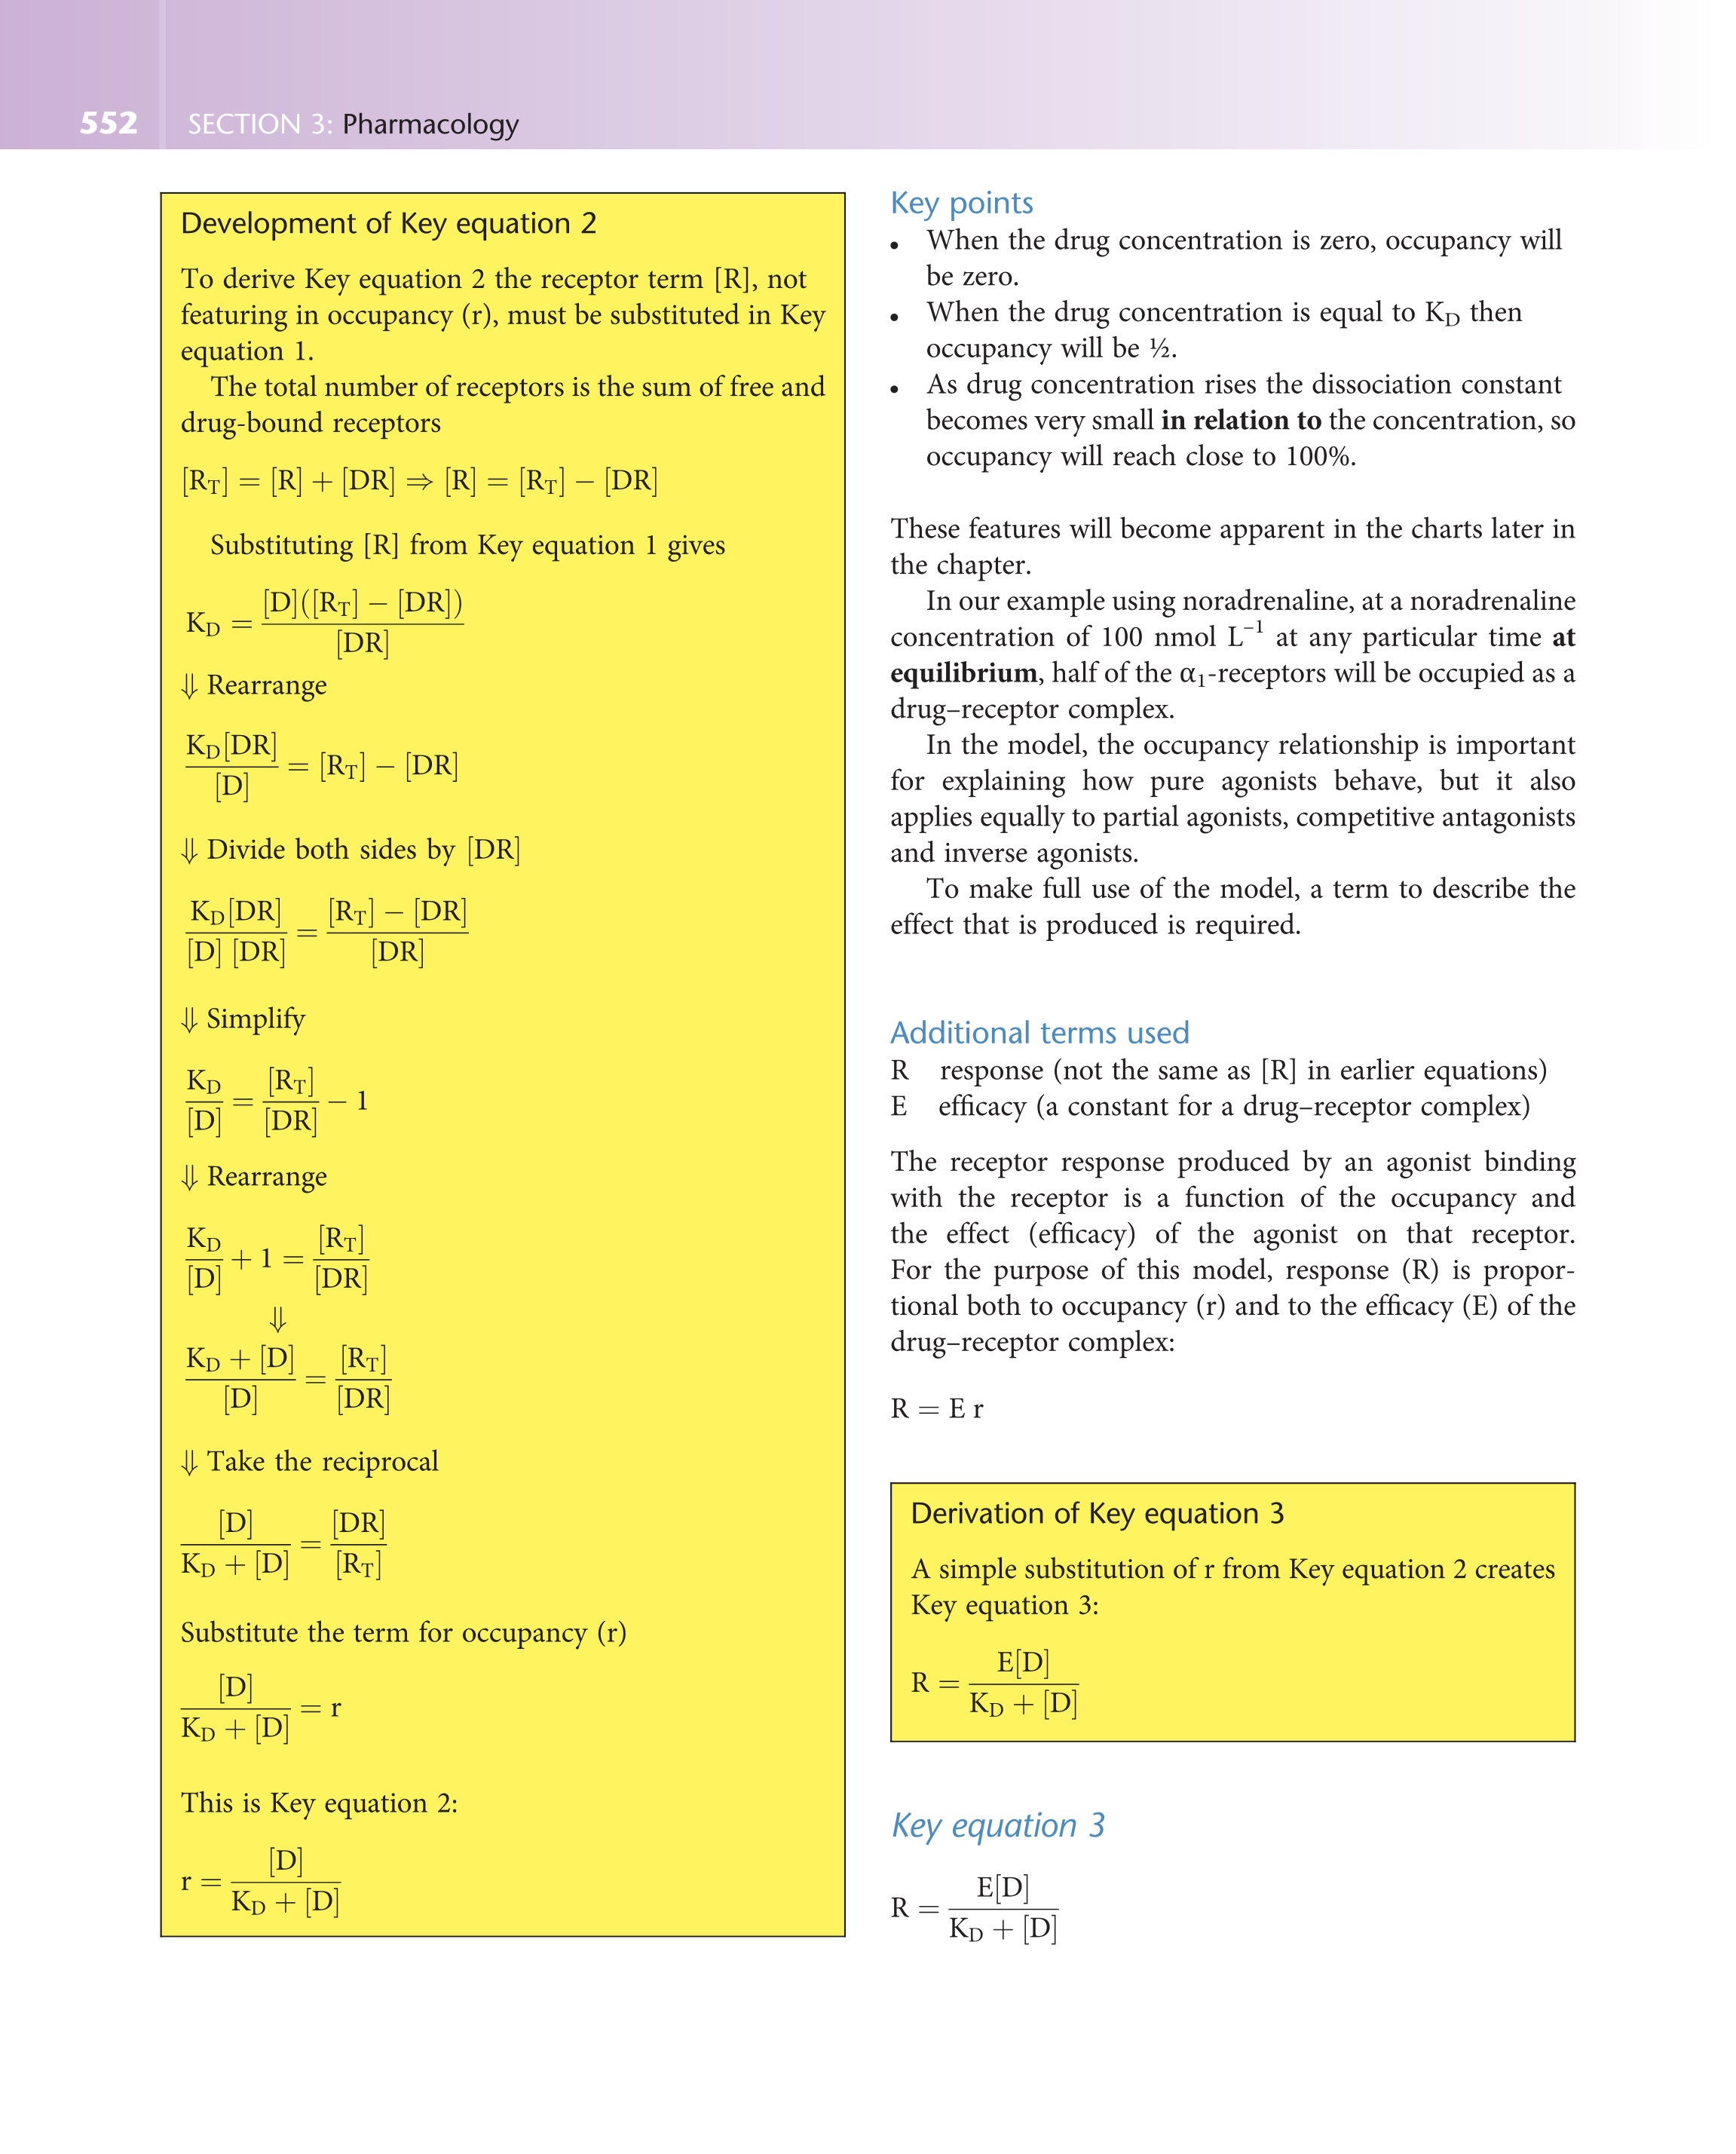 552 SECTION 3: Pharmacology
Development of Key equation 2
To derive Key equation 2 the receptor term [R], not
featuring in occupancy (r), must be substituted in Key
equation 1.
The total number of receptors is the sum of free and
drug-bound receptors
[R_T] = [R] + [DR] ⇒ [R] = [R_T] − [DR]
Substituting [R] from Key equation 1 gives
K_D = [D]([R_T] − [DR]) / [DR]
⇓ Rearrange
K_D[DR] / [D] = [R_T] − [DR]
⇓ Divide both sides by [DR]
K_D[DR] / [D] [DR] = [R_T] − [DR] / [DR]
⇓ Simplify
K_D / [D] = [R_T] / [DR] − 1
⇓ Rearrange
K_D / [D] + 1 = [R_T] / [DR]
⇓
K_D + [D] / [D] = [R_T] / [DR]
⇓ Take the reciprocal
[D] / K_D + [D] = [DR] / [R_T]
Substitute the term for occupancy (r)
[D] / K_D + [D] = r
This is Key equation 2:
r = [D] / K_D + [D]
Key points
• When the drug concentration is zero, occupancy will
be zero.
• When the drug concentration is equal to K_D then
occupancy will be ½.
• As drug concentration rises the dissociation constant
becomes very small in relation to the concentration, so
occupancy will reach close to 100%.
These features will become apparent in the charts later in
the chapter.
In our example using noradrenaline, at a noradrenaline
concentration of 100 nmol L⁻¹ at any particular time at
equilibrium, half of the α₁-receptors will be occupied as a
drug–receptor complex.
In the model, the occupancy relationship is important
for explaining how pure agonists behave, but it also
applies equally to partial agonists, competitive antagonists
and inverse agonists.
To make full use of the model, a term to describe the
effect that is produced is required.
Additional terms used
R response (not the same as [R] in earlier equations)
E efficacy (a constant for a drug–receptor complex)
The receptor response produced by an agonist binding
with the receptor is a function of the occupancy and
the effect (efficacy) of the agonist on that receptor.
For the purpose of this model, response (R) is propor-
tional both to occupancy (r) and to the efficacy (E) of the
drug–receptor complex:
R = E r
Derivation of Key equation 3
A simple substitution of r from Key equation 2 creates
Key equation 3:
R = E[D] / K_D + [D]
Key equation 3
R = E[D] / K_D + [D]